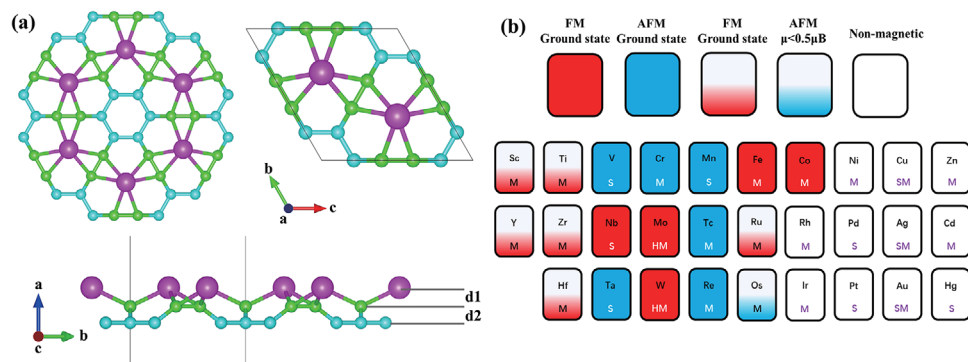 (a)
b
a
c
a
b
c
d1
d2
(b)
FM
Ground state
AFM
Ground state
FM
Ground state
AFM
μ<0.5μB
Non-magnetic
Sc
M
Ti
M
V
S
Cr
M
Mn
S
Fe
M
Co
M
Ni
M
Cu
SM
Zn
M
Y
M
Zr
M
Nb
S
Mo
HM
Tc
M
Ru
M
Rh
M
Pd
S
Ag
SM
Cd
M
Hf
M
Ta
S
W
HM
Re
M
Os
M
Ir
M
Pt
S
Au
SM
Hg
S